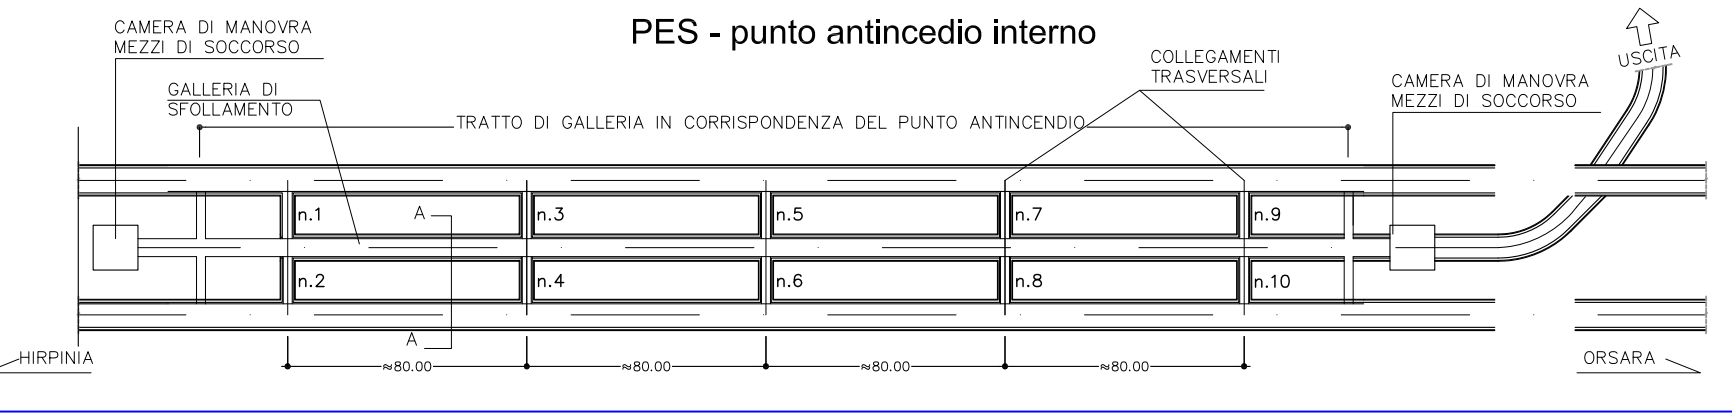 PES - punto antincedio interno
CAMERA DI MANOVRA
MEZZI DI SOCCORSO
GALLERIA DI
SFOLLAMENTO
COLLEGAMENTI
TRASVERSALI
CAMERA DI MANOVRA
MEZZI DI SOCCORSO
USCITA
TRATTO DI GALLERIA IN CORRISPONDENZA DEL PUNTO ANTINCENDIO
n.1
A
n.3
n.5
n.7
n.9
n.2
n.4
n.6
n.8
n.10
A
HIRPINIA
≈80.00
≈80.00
≈80.00
≈80.00
ORSARA